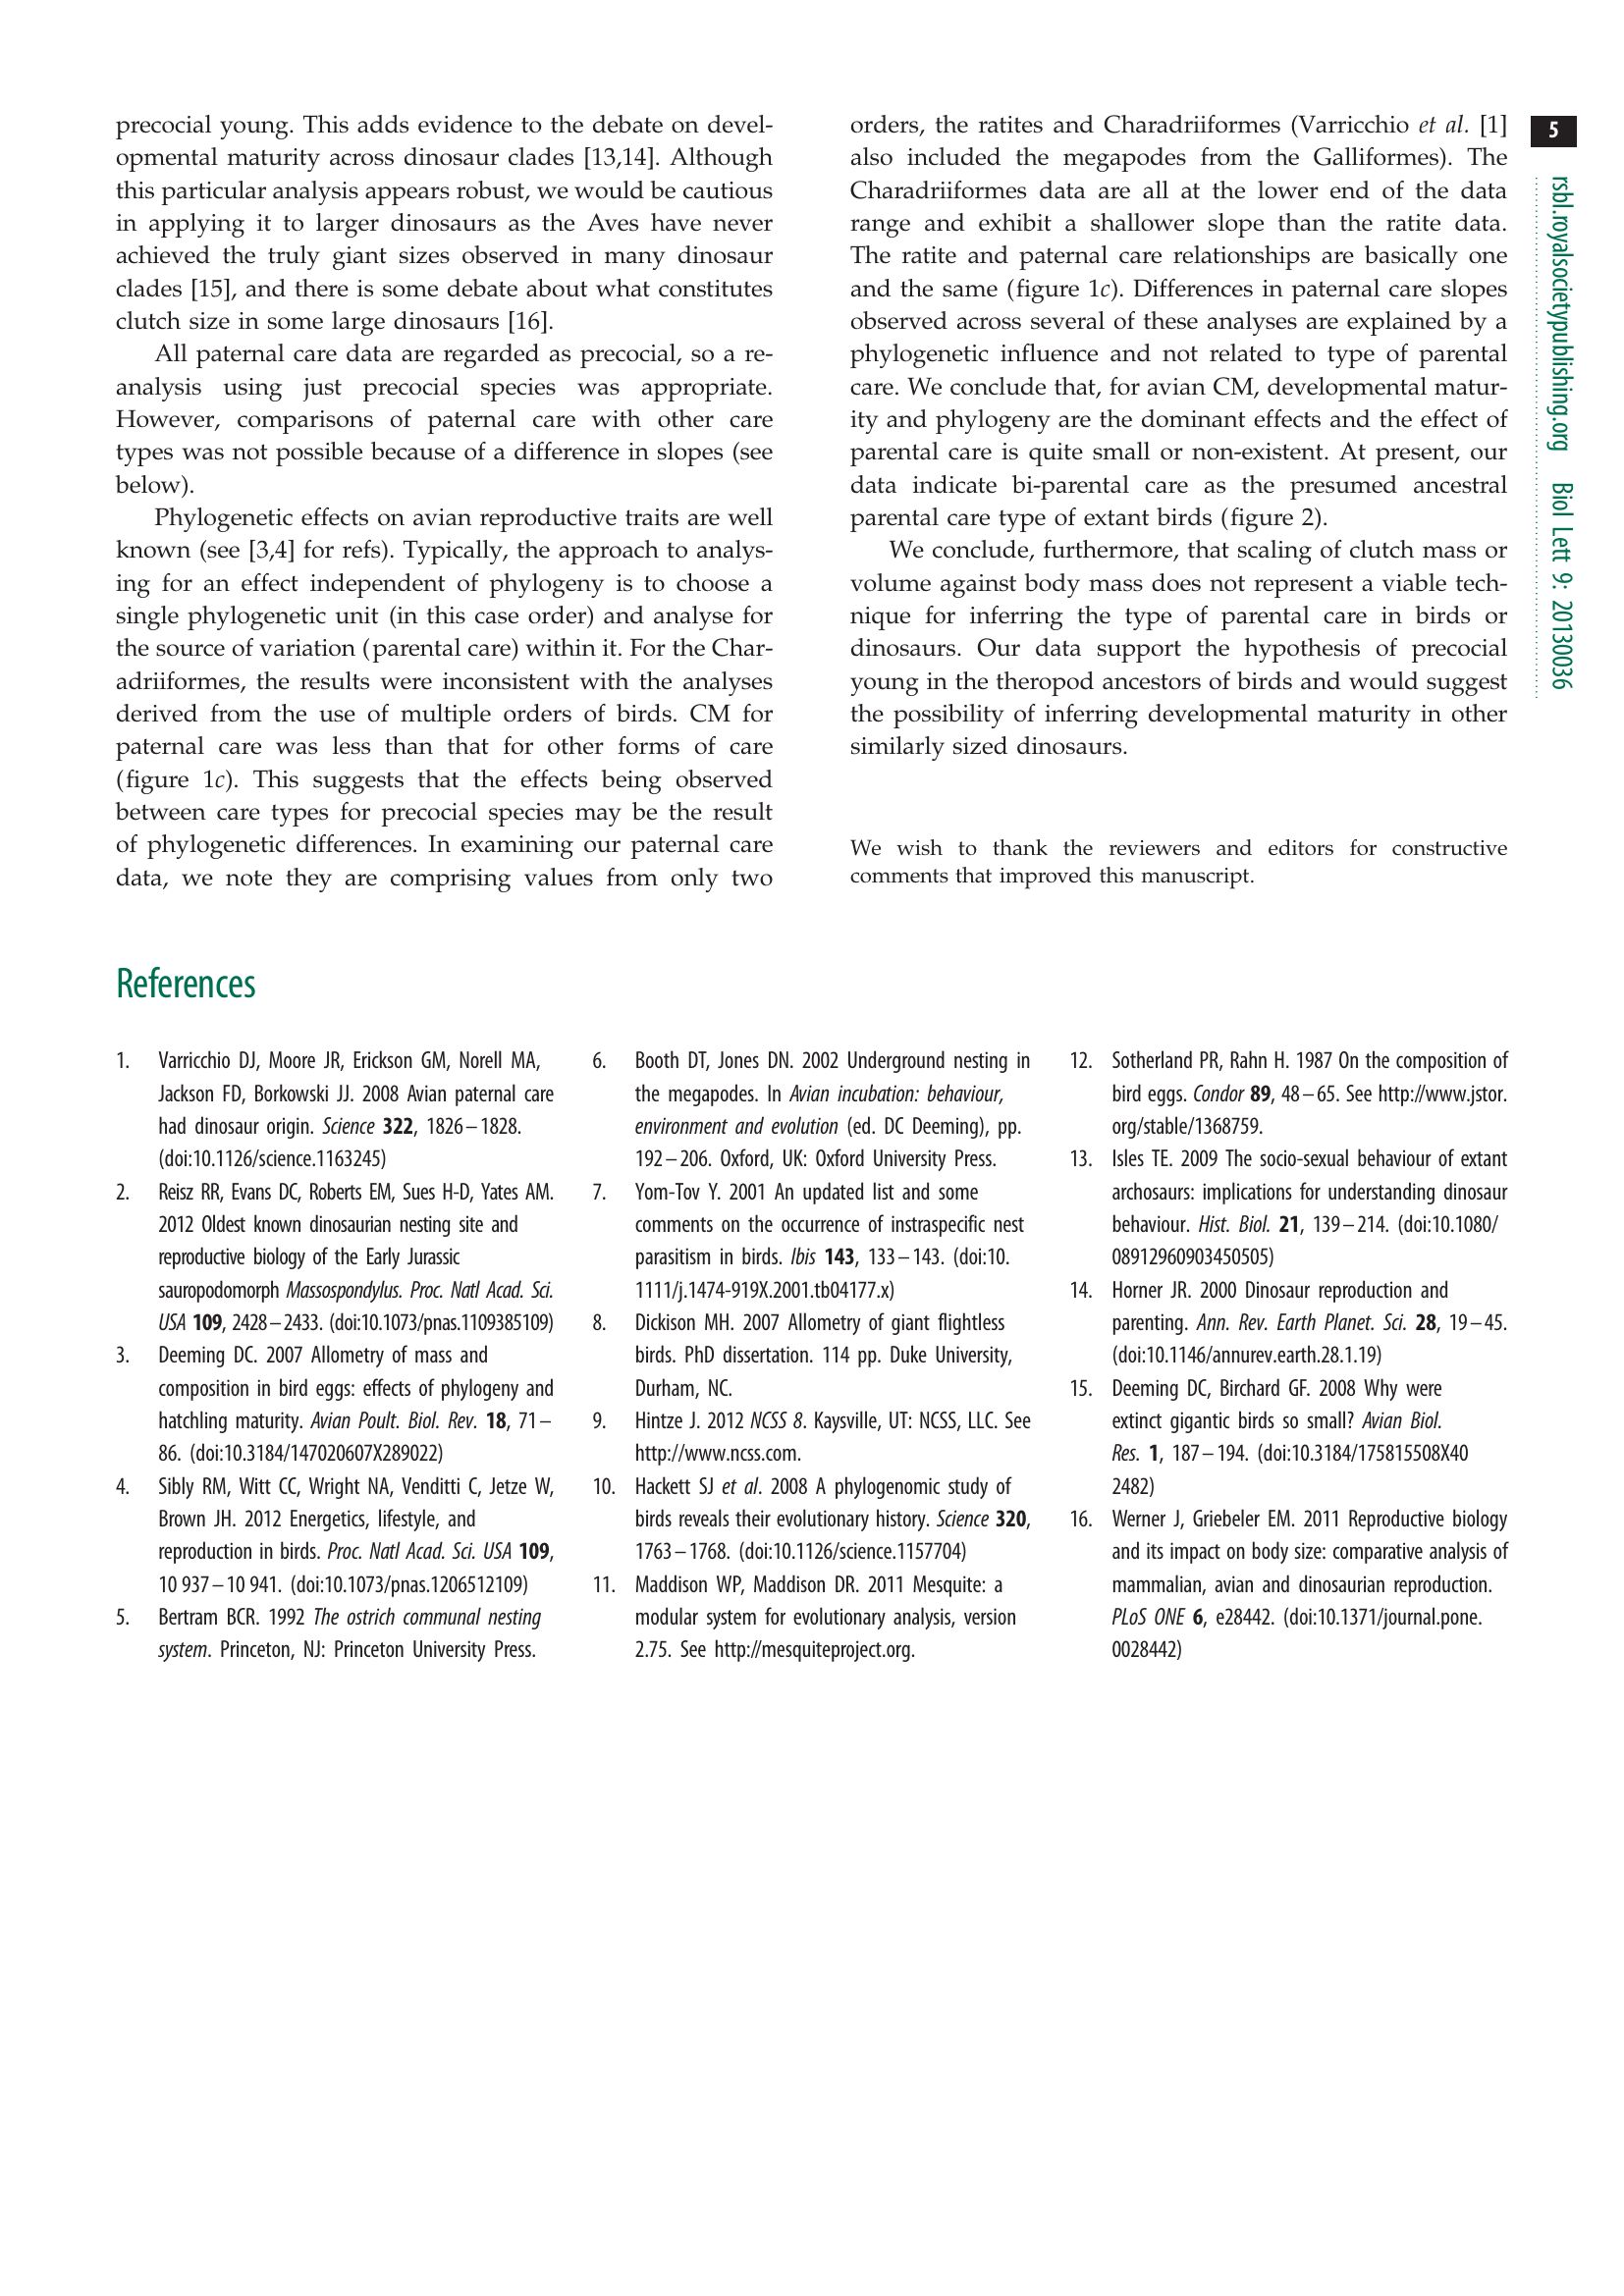 precocial young. This adds evidence to the debate on devel-
opmental maturity across dinosaur clades [13,14]. Although
this particular analysis appears robust, we would be cautious
in applying it to larger dinosaurs as the Aves have never
achieved the truly giant sizes observed in many dinosaur
clades [15], and there is some debate about what constitutes
clutch size in some large dinosaurs [16].
All paternal care data are regarded as precocial, so a re-
analysis using just precocial species was appropriate.
However, comparisons of paternal care with other care
types was not possible because of a difference in slopes (see
below).
Phylogenetic effects on avian reproductive traits are well
known (see [3,4] for refs). Typically, the approach to analys-
ing for an effect independent of phylogeny is to choose a
single phylogenetic unit (in this case order) and analyse for
the source of variation (parental care) within it. For the Char-
adriiformes, the results were inconsistent with the analyses
derived from the use of multiple orders of birds. CM for
paternal care was less than that for other forms of care
(figure 1c). This suggests that the effects being observed
between care types for precocial species may be the result
of phylogenetic differences. In examining our paternal care
data, we note they are comprising values from only two
orders, the ratites and Charadriiformes (Varricchio et al. [1]
also included the megapodes from the Galliformes). The
Charadriiformes data are all at the lower end of the data
range and exhibit a shallower slope than the ratite data.
The ratite and paternal care relationships are basically one
and the same (figure 1c). Differences in paternal care slopes
observed across several of these analyses are explained by a
phylogenetic influence and not related to type of parental
care. We conclude that, for avian CM, developmental matur-
ity and phylogeny are the dominant effects and the effect of
parental care is quite small or non-existent. At present, our
data indicate bi-parental care as the presumed ancestral
parental care type of extant birds (figure 2).
We conclude, furthermore, that scaling of clutch mass or
volume against body mass does not represent a viable tech-
nique for inferring the type of parental care in birds or
dinosaurs. Our data support the hypothesis of precocial
young in the theropod ancestors of birds and would suggest
the possibility of inferring developmental maturity in other
similarly sized dinosaurs.
We wish to thank the reviewers and editors for constructive
comments that improved this manuscript.
5
rsbl.royalsocietypublishing.org Biol Lett 9: 20130036
References
1. Varricchio DJ, Moore JR, Erickson GM, Norell MA,
Jackson FD, Borkowski JJ. 2008 Avian paternal care
had dinosaur origin. Science 322, 1826–1828.
(doi:10.1126/science.1163245)
2. Reisz RR, Evans DC, Roberts EM, Sues H-D, Yates AM.
2012 Oldest known dinosaurian nesting site and
reproductive biology of the Early Jurassic
sauropodomorph Massospondylus. Proc. Natl Acad. Sci.
USA 109, 2428–2433. (doi:10.1073/pnas.1109385109)
3. Deeming DC. 2007 Allometry of mass and
composition in bird eggs: effects of phylogeny and
hatchling maturity. Avian Poult. Biol. Rev. 18, 71–
86. (doi:10.3184/147020607X289022)
4. Sibly RM, Witt CC, Wright NA, Venditti C, Jetze W,
Brown JH. 2012 Energetics, lifestyle, and
reproduction in birds. Proc. Natl Acad. Sci. USA 109,
10 937–10 941. (doi:10.1073/pnas.1206512109)
5. Bertram BCR. 1992 The ostrich communal nesting
system. Princeton, NJ: Princeton University Press.
6. Booth DT, Jones DN. 2002 Underground nesting in
the megapodes. In Avian incubation: behaviour,
environment and evolution (ed. DC Deeming), pp.
192–206. Oxford, UK: Oxford University Press.
7. Yom-Tov Y. 2001 An updated list and some
comments on the occurrence of instraspecific nest
parasitism in birds. Ibis 143, 133–143. (doi:10.
1111/j.1474-919X.2001.tb04177.x)
8. Dickison MH. 2007 Allometry of giant flightless
birds. PhD dissertation. 114 pp. Duke University,
Durham, NC.
9. Hintze J. 2012 NCSS 8. Kaysville, UT: NCSS, LLC. See
http://www.ncss.com.
10. Hackett SJ et al. 2008 A phylogenomic study of
birds reveals their evolutionary history. Science 320,
1763–1768. (doi:10.1126/science.1157704)
11. Maddison WP, Maddison DR. 2011 Mesquite: a
modular system for evolutionary analysis, version
2.75. See http://mesquiteproject.org.
12. Sotherland PR, Rahn H. 1987 On the composition of
bird eggs. Condor 89, 48–65. See http://www.jstor.
org/stable/1368759.
13. Isles TE. 2009 The socio-sexual behaviour of extant
archosaurs: implications for understanding dinosaur
behaviour. Hist. Biol. 21, 139–214. (doi:10.1080/
08912960903450505)
14. Horner JR. 2000 Dinosaur reproduction and
parenting. Ann. Rev. Earth Planet. Sci. 28, 19–45.
(doi:10.1146/annurev.earth.28.1.19)
15. Deeming DC, Birchard GF. 2008 Why were
extinct gigantic birds so small? Avian Biol.
Res. 1, 187–194. (doi:10.3184/175815508X40
2482)
16. Werner J, Griebeler EM. 2011 Reproductive biology
and its impact on body size: comparative analysis of
mammalian, avian and dinosaurian reproduction.
PLoS ONE 6, e28442. (doi:10.1371/journal.pone.
0028442)